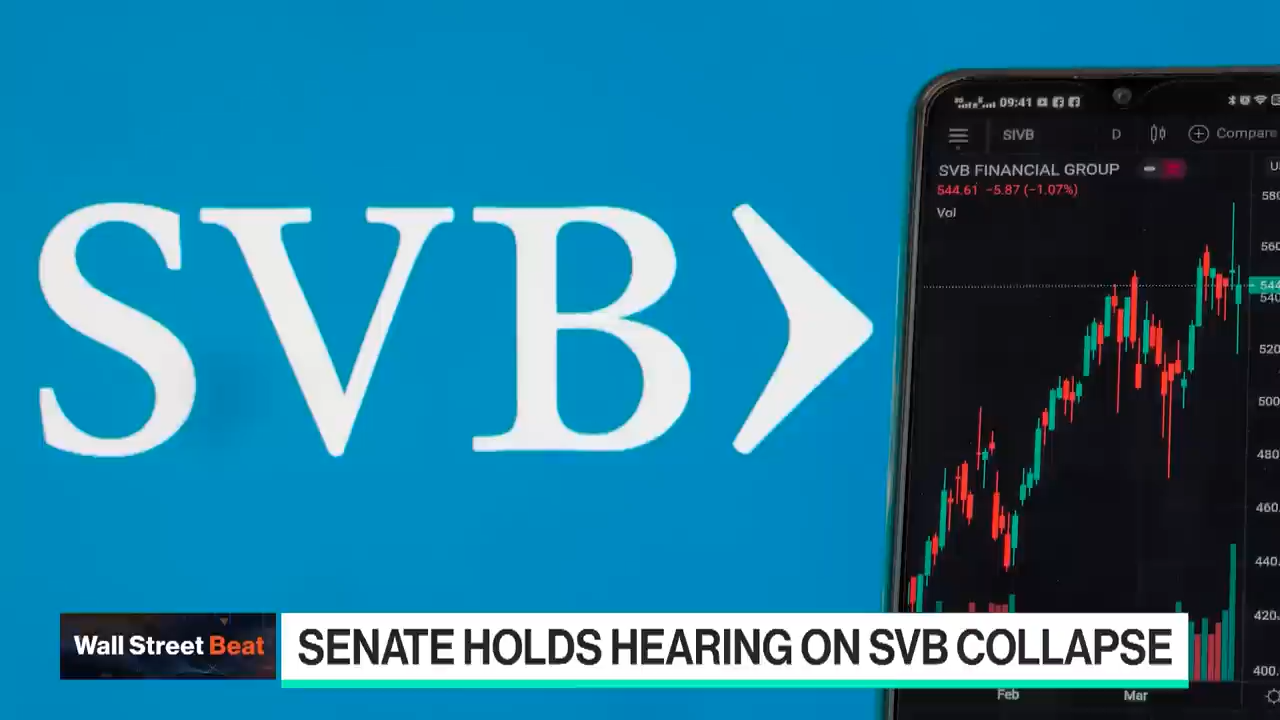 SVB
09:41
SIVB
D
Compare
SVB FINANCIAL GROUP
544.61 −5.87 (−1.07%)
Vol
580
560
544
540
520
500
480
460
440
420
400
Feb
Mar
Wall Street Beat
SENATE HOLDS HEARING ON SVB COLLAPSE